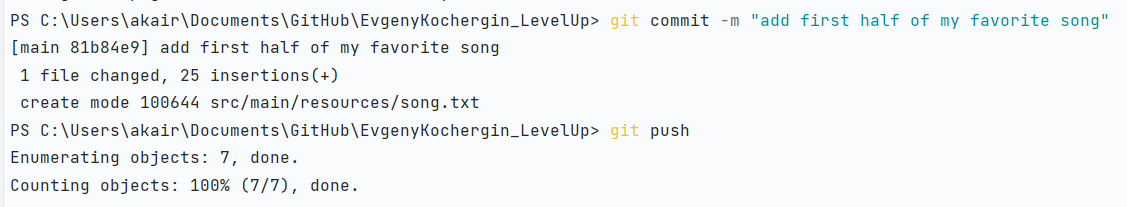 PS C:\Users\akair\Documents\GitHub\EvgenyKochergin_LevelUp> git commit -m "add first half of my favorite song"
[main 81b84e9] add first half of my favorite song
 1 file changed, 25 insertions(+)
 create mode 100644 src/main/resources/song.txt
PS C:\Users\akair\Documents\GitHub\EvgenyKochergin_LevelUp> git push
Enumerating objects: 7, done.
Counting objects: 100% (7/7), done.